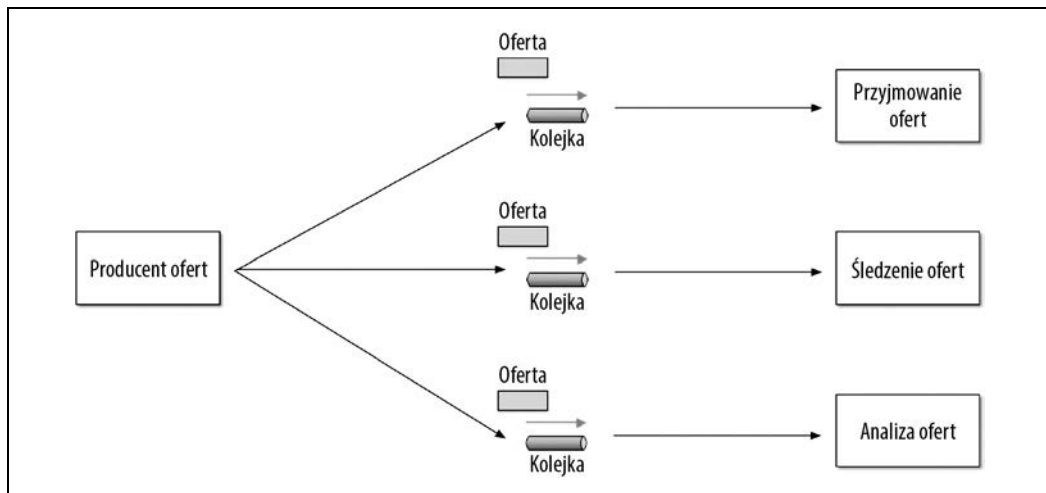 Oferta
Kolejka
Przyjmowanie
ofert
Producent ofert
Oferta
Kolejka
Śledzenie ofert
Oferta
Kolejka
Analiza ofert